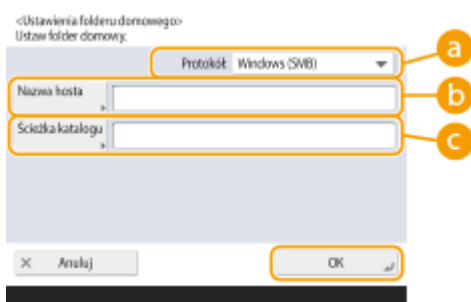 <Ustawienia folderu domowego>
Ustaw folder domowy.
Protokół: Windows (SMB)
a
Nazwa hosta
b
Ścieżka katalogu
c
× Anuluj
OK